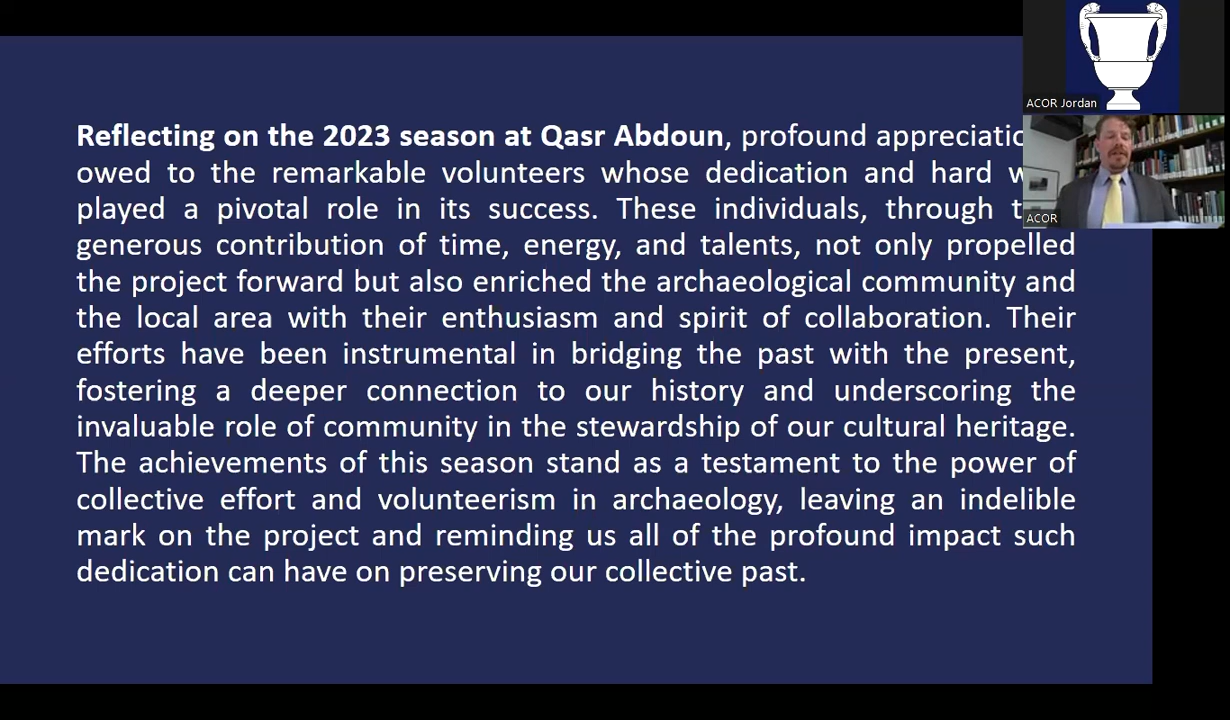 Reflecting on the 2023 season at Qasr Abdoun, profound
owed to the remarkable volunteers whose dedication and hard
played a pivotal role in its success. These individuals, through
generous contribution of time, energy, and talents, not only propelled
the project forward but also enriched the archaeological community and
the local area with their enthusiasm and spirit of collaboration. Their
efforts have been instrumental in bridging the past with the present,
fostering a deeper connection to our history and underscoring the
invaluable role of community in the stewardship of our cultural heritage.
The achievements of this season stand as a testament to the power of
collective effort and volunteerism in archaeology, leaving an indelible
mark on the project and reminding us all of the profound impact such
dedication can have on preserving our collective past.
ACOR Jordan
ACOR